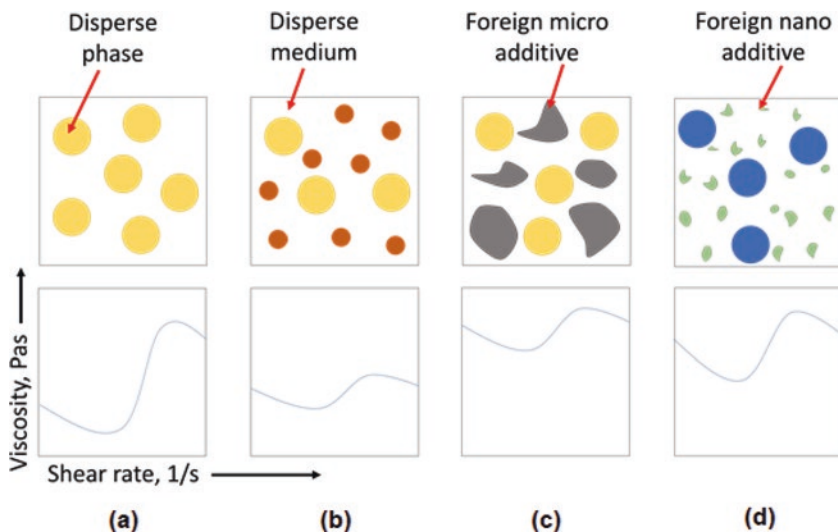 Disperse
phase
Disperse
medium
Foreign micro
additive
Foreign nano
additive
Viscosity, Pas
Shear rate, 1/s
(a)
(b)
(c)
(d)